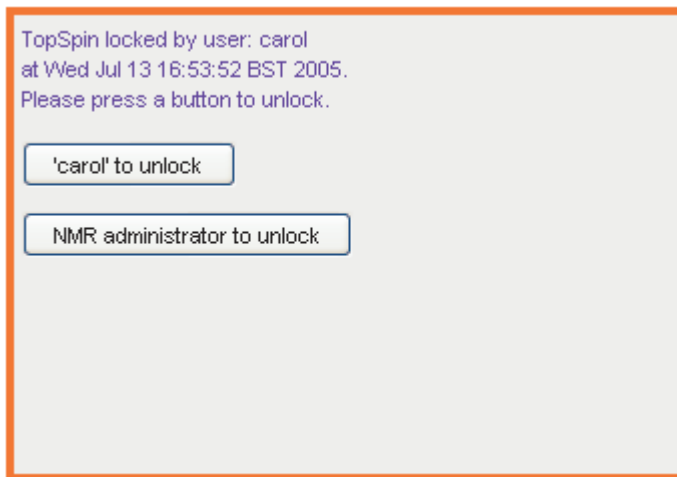 TopSpin locked by user: carol
at Wed Jul 13 16:53:52 BST 2005.
Please press a button to unlock.
'carol' to unlock
NMR administrator to unlock